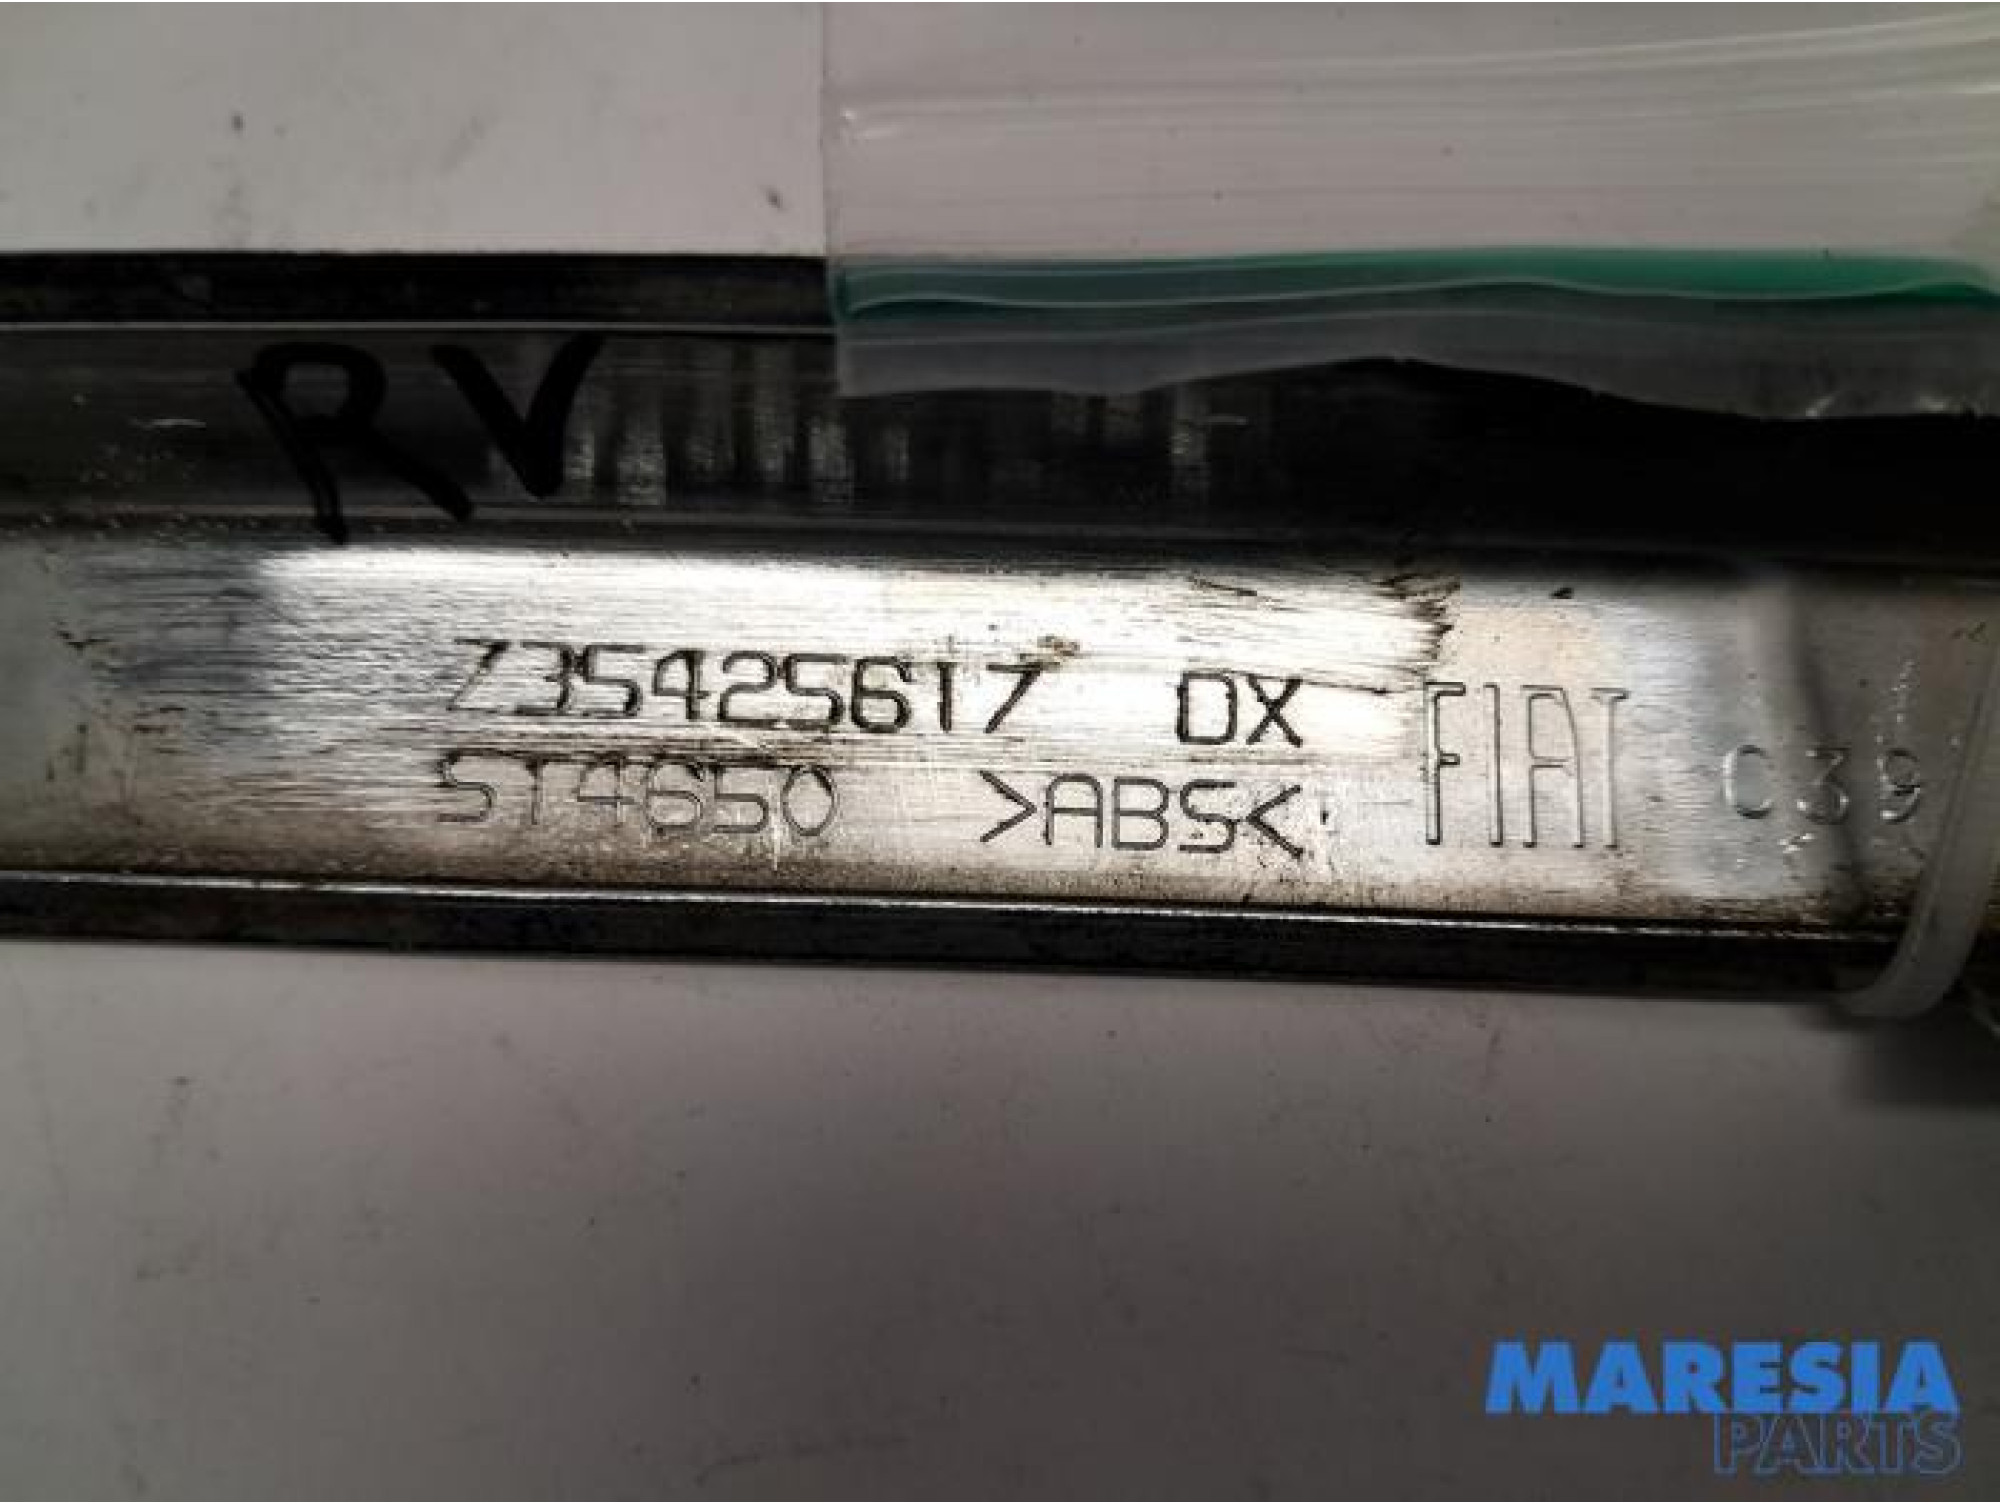 RV
735425617 DX
ST4650 >ABS< FIAT C39
MARESIA
PARTS